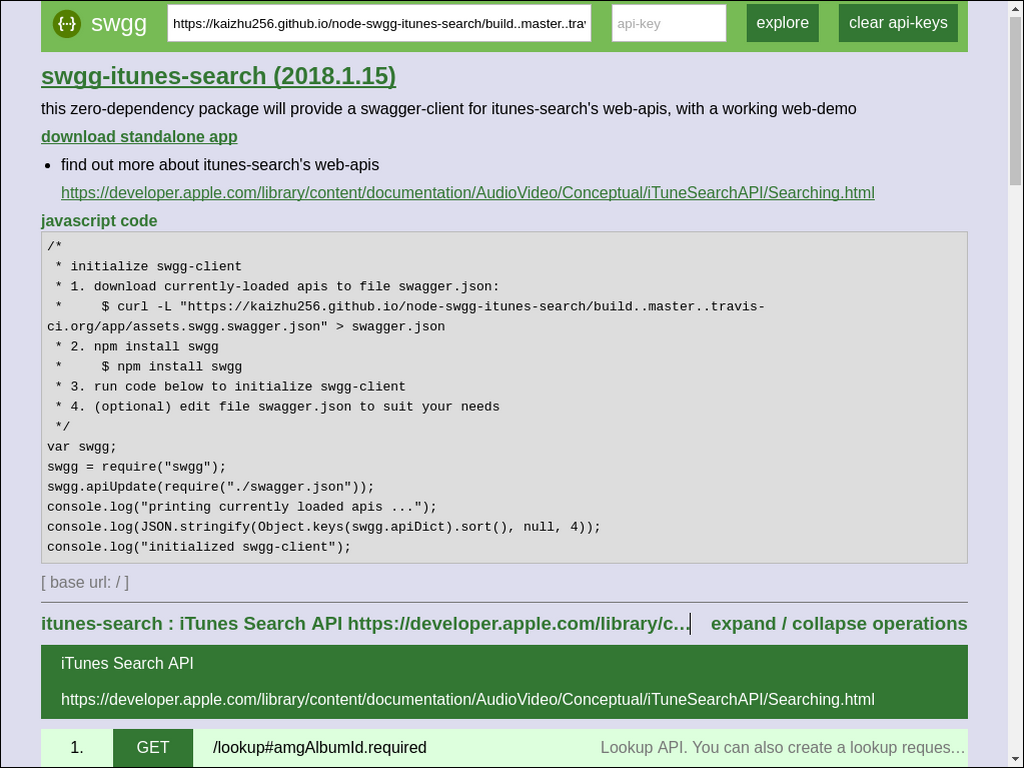 {···} swgg https://kaizhu256.github.io/node-swgg-itunes-search/build..master..trav api-key explore clear api-keys
swgg-itunes-search (2018.1.15)
this zero-dependency package will provide a swagger-client for itunes-search's web-apis, with a working web-demo
download standalone app
• find out more about itunes-search's web-apis
https://developer.apple.com/library/content/documentation/AudioVideo/Conceptual/iTuneSearchAPI/Searching.html
javascript code
/*
 * initialize swgg-client
 * 1. download currently-loaded apis to file swagger.json:
 *     $ curl -L "https://kaizhu256.github.io/node-swgg-itunes-search/build..master..travis-
ci.org/app/assets.swgg.swagger.json" > swagger.json
 * 2. npm install swgg
 *     $ npm install swgg
 * 3. run code below to initialize swgg-client
 * 4. (optional) edit file swagger.json to suit your needs
 */
var swgg;
swgg = require("swgg");
swgg.apiUpdate(require("./swagger.json"));
console.log("printing currently loaded apis ...");
console.log(JSON.stringify(Object.keys(swgg.apiDict).sort(), null, 4));
console.log("initialized swgg-client");
[ base url: / ]
itunes-search : iTunes Search API https://developer.apple.com/library/c... expand / collapse operations
iTunes Search API
https://developer.apple.com/library/content/documentation/AudioVideo/Conceptual/iTuneSearchAPI/Searching.html
1. GET /lookup#amgAlbumId.required Lookup API. You can also create a lookup reques...